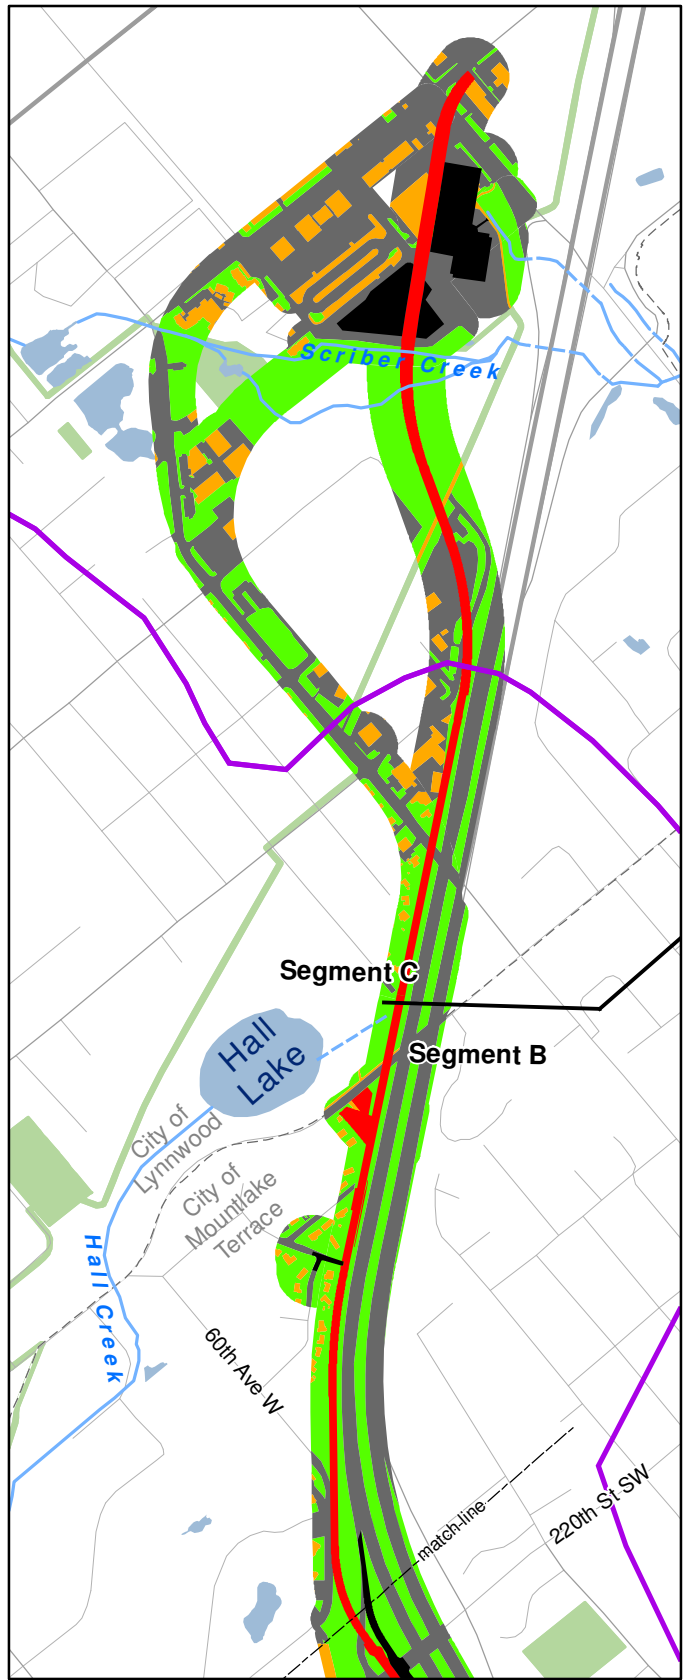 Scriber Creek
Segment C
Segment B
Hall
Lake
City of
Lynnwood
City of
Mountlake
Terrace
Hall Creek
60th Ave W
match-line
220th St SW